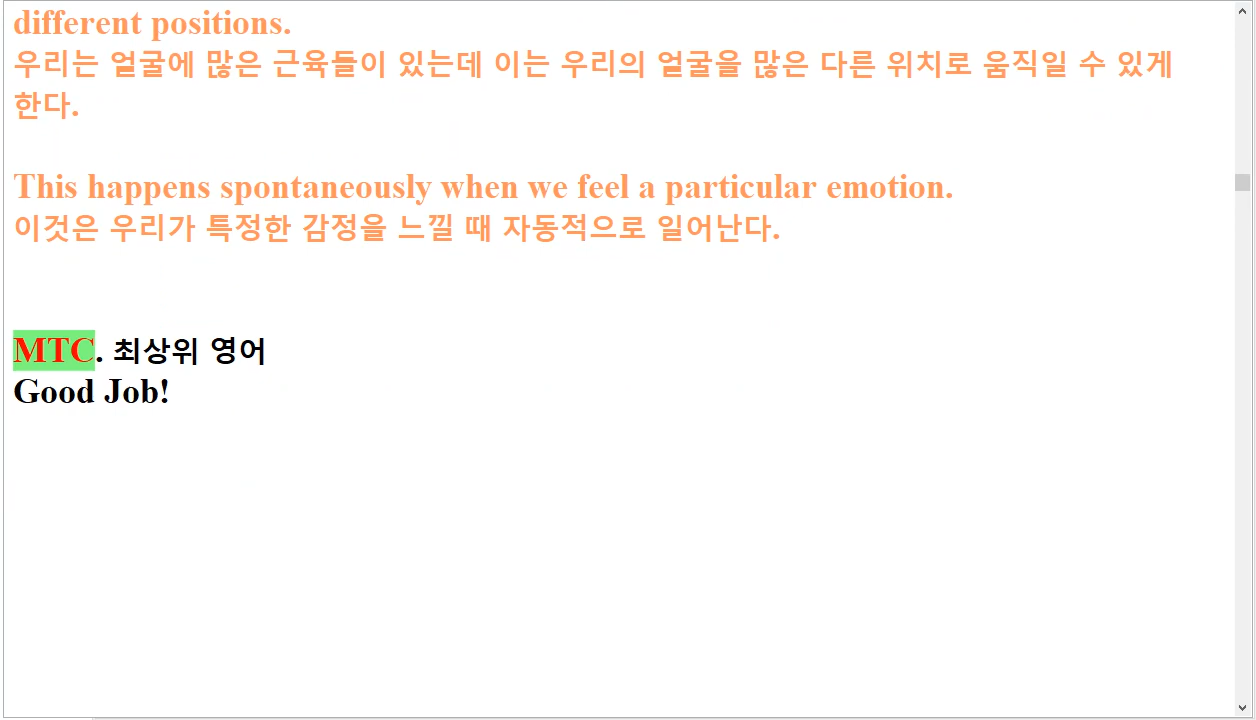 different positions.
우리는 얼굴에 많은 근육들이 있는데 이는 우리의 얼굴을 많은 다른 위치로 움직일 수 있게
한다.
This happens spontaneously when we feel a particular emotion.
이것은 우리가 특정한 감정을 느낄 때 자동적으로 일어난다.
MTC. 최상위 영어
Good Job!